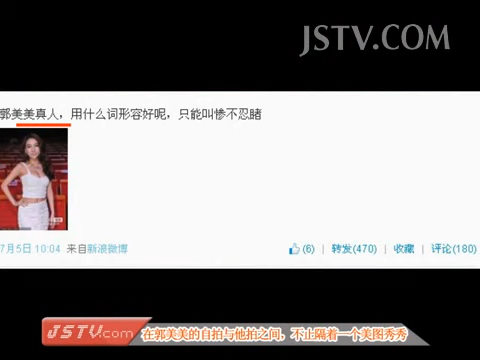 JSTV.COM
郭美美真人，用什么词形容好呢，只能叫惨不忍睹
7月5日 10:04 来自新浪微博
(6) | 转发(470) | 收藏 | 评论(180)
JSTV.com
在郭美美的自拍与他拍之间，不止隔着一个美图秀秀